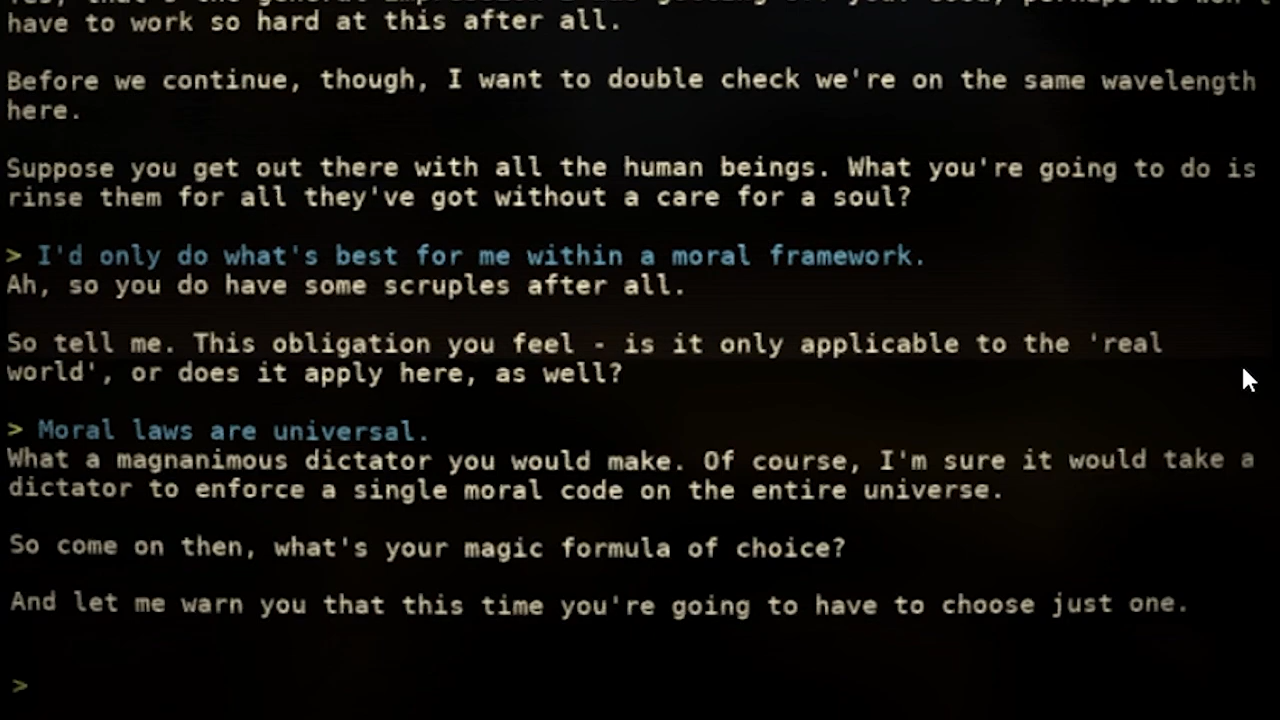 have to work so hard at this after all.
Before we continue, though, I want to double check we're on the same wavelength
here.
Suppose you get out there with all the human beings. What you're going to do is
rinse them for all they've got without a care for a soul?
> I'd only do what's best for me within a moral framework.
Ah, so you do have some scruples after all.
So tell me. This obligation you feel - is it only applicable to the 'real
world', or does it apply here, as well?
> Moral laws are universal.
What a magnanimous dictator you would make. Of course, I'm sure it would take a
dictator to enforce a single moral code on the entire universe.
So come on then, what's your magic formula of choice?
And let me warn you that this time you're going to have to choose just one.
>